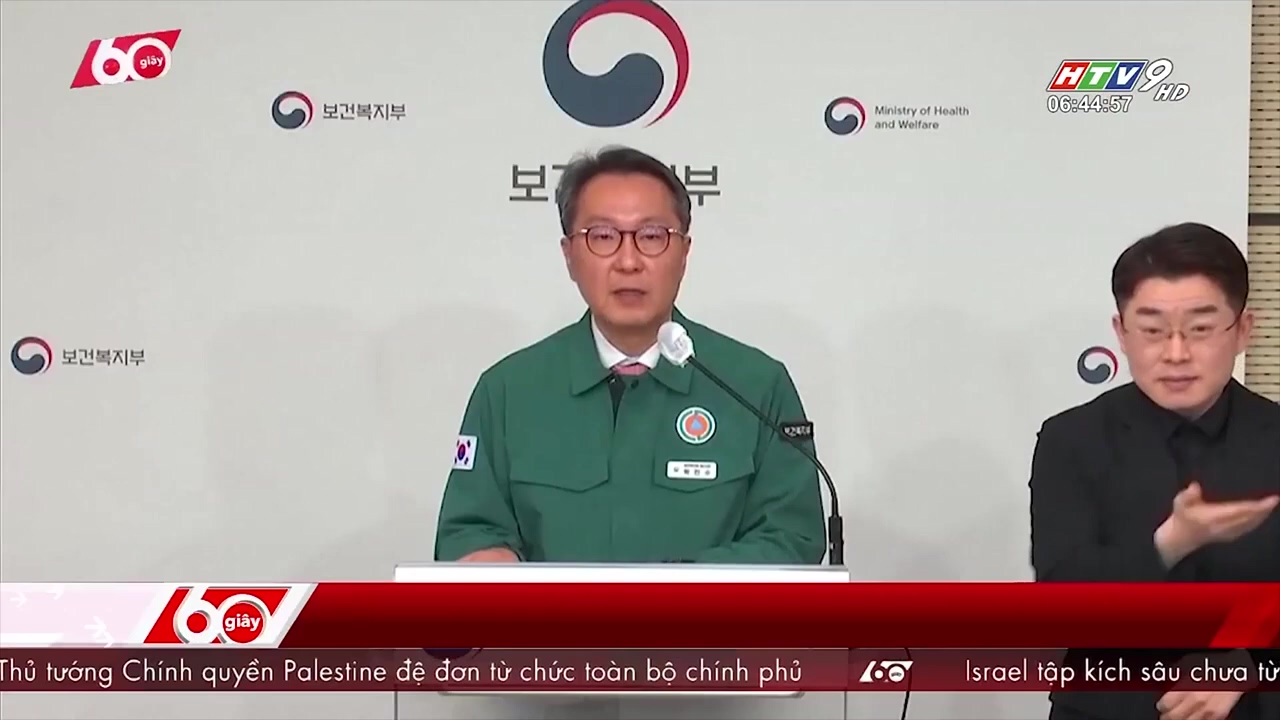 60 giây
HTV9 HD
06:44:57
보건복지부
Ministry of Health
and Welfare
보건복지부
보건복지부
60 giây
Thủ tướng Chính quyền Palestine đệ đơn từ chức toàn bộ chính phủ
60 giây
Israel tập kích sâu chưa từ